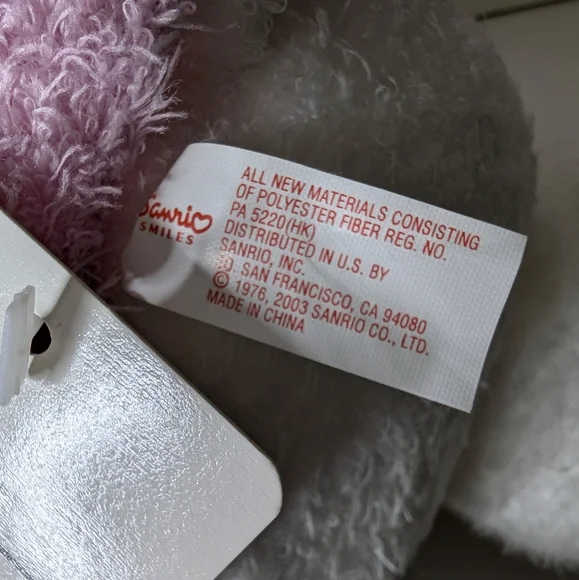 Sanrio
SMILES
ALL NEW MATERIALS CONSISTING
OF POLYESTER FIBER REG. NO.
PA 5220(HK)
DISTRIBUTED IN U.S. BY
SANRIO, INC.
SO. SAN FRANCISCO, CA 94080
© 1976, 2003 SANRIO CO., LTD.
MADE IN CHINA